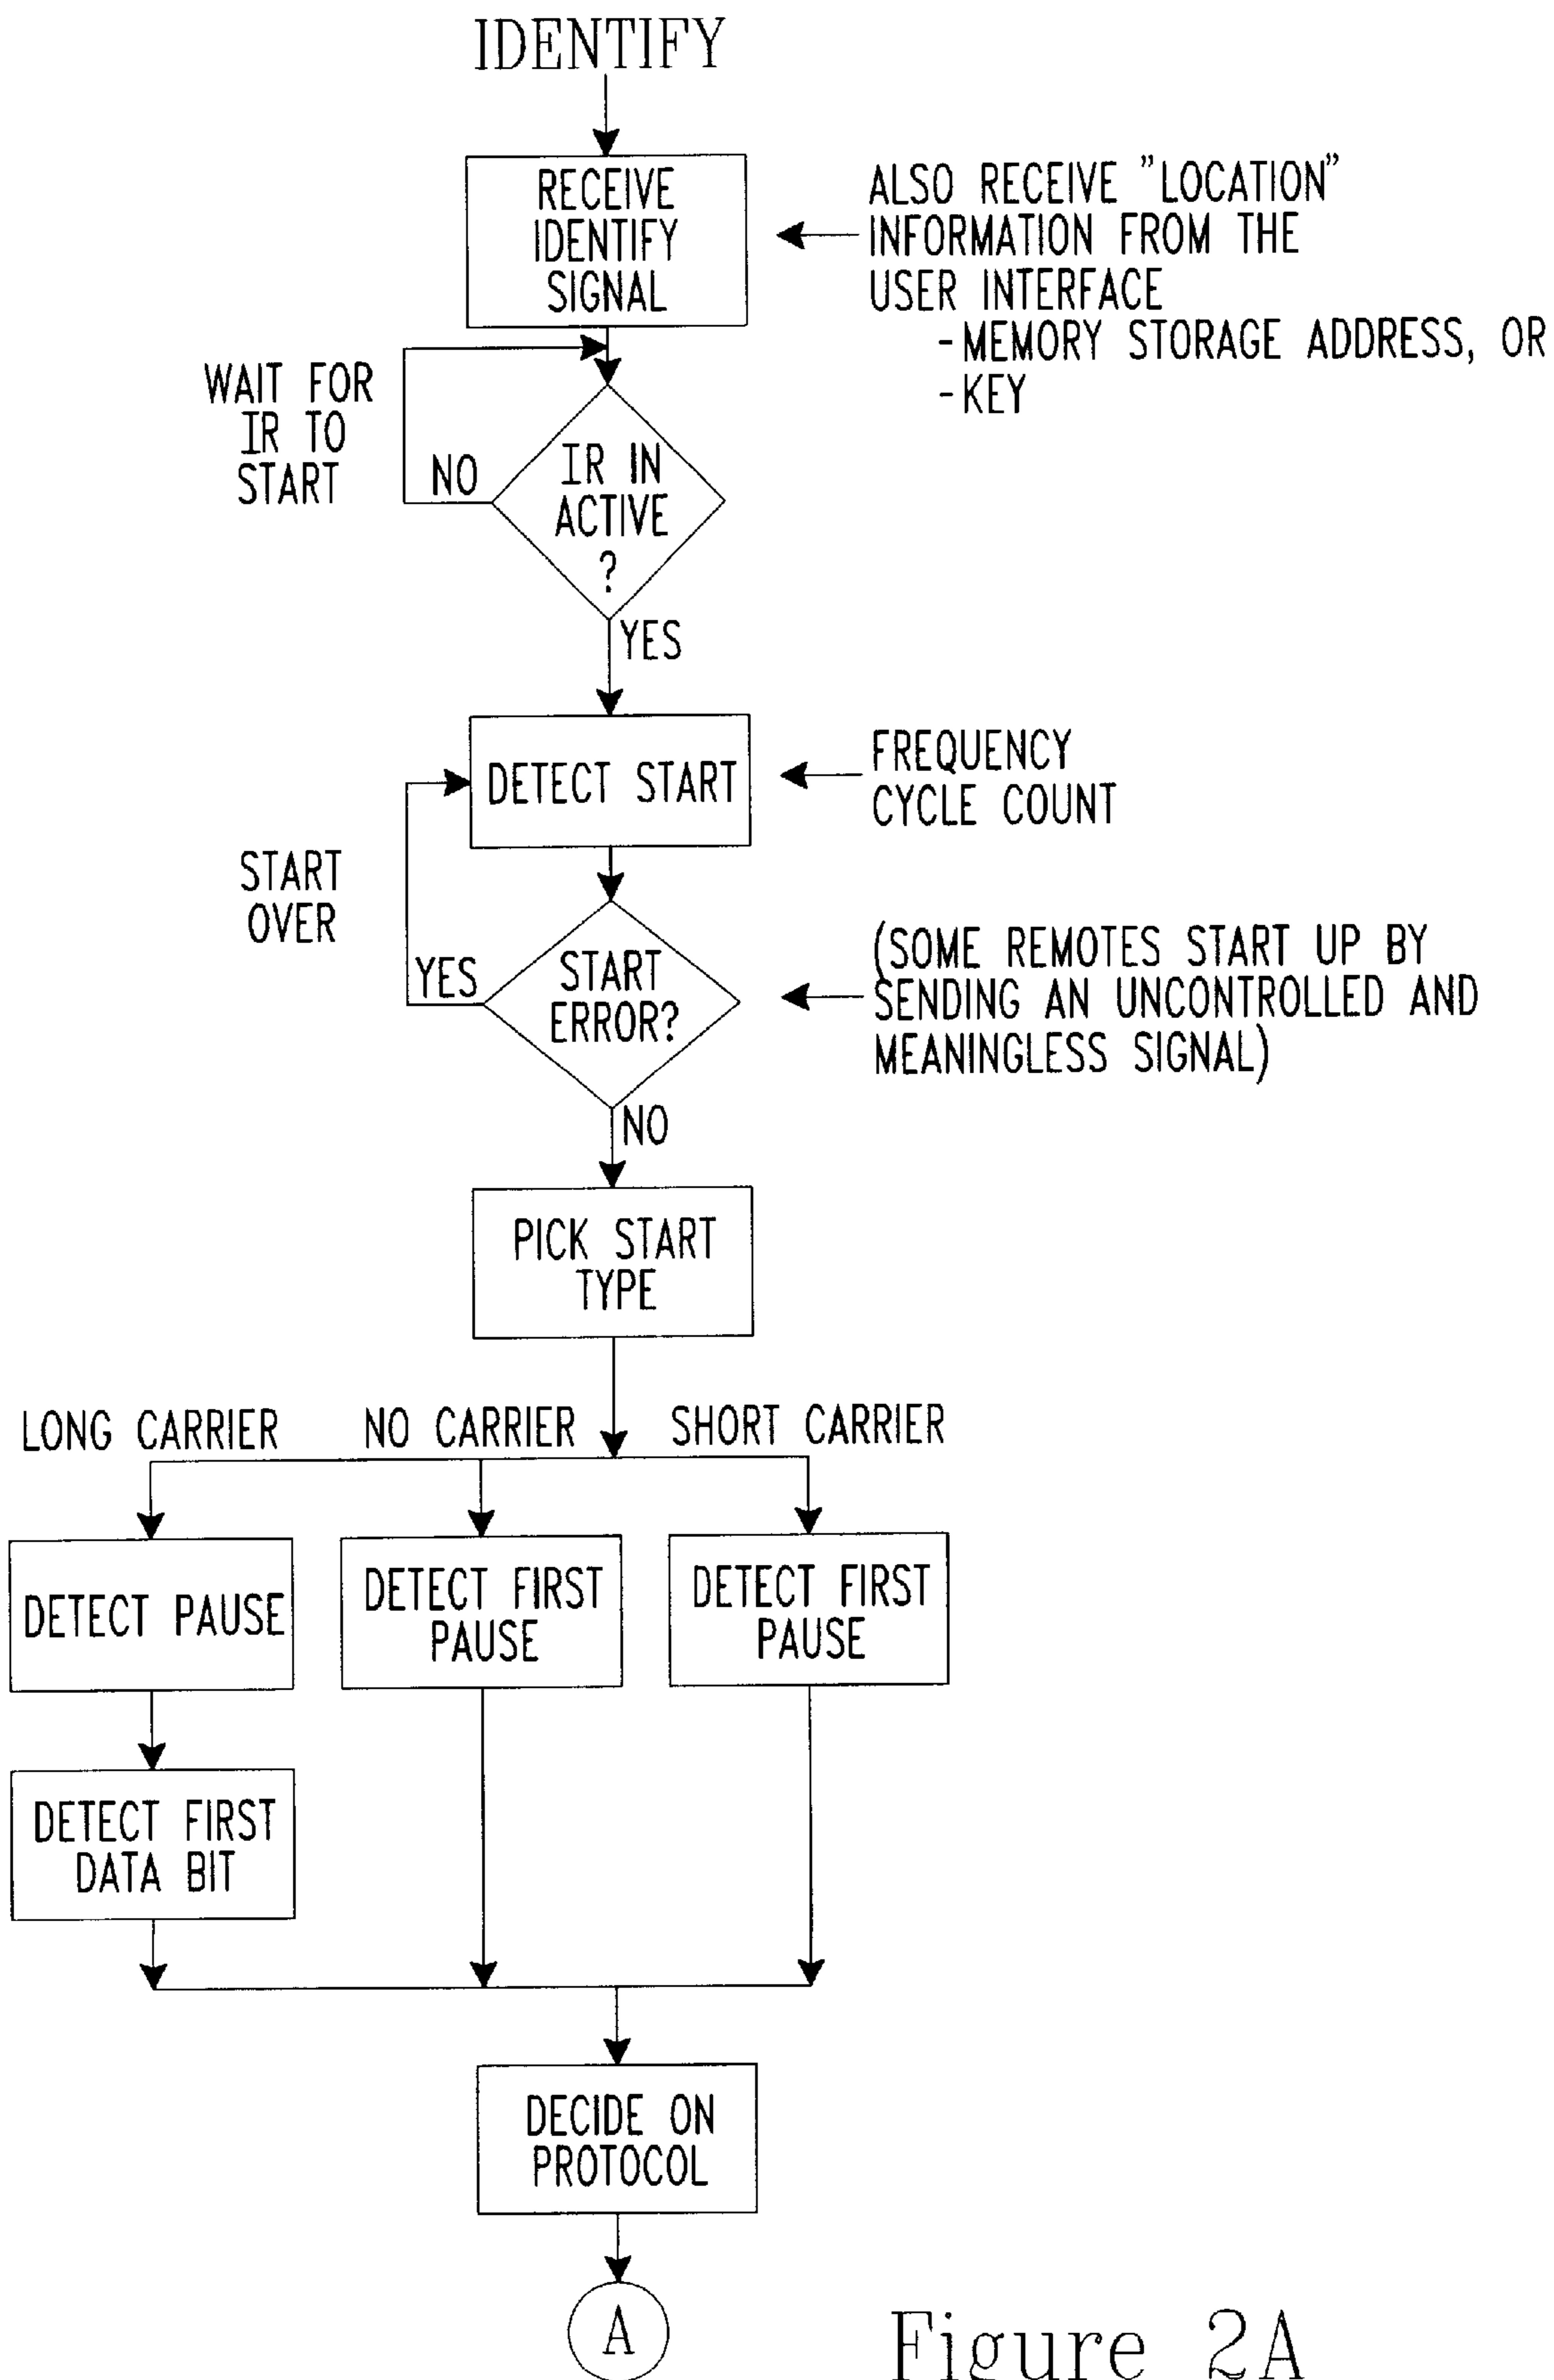 IDENTIFY
RECEIVE
IDENTIFY
SIGNAL
ALSO RECEIVE "LOCATION"
INFORMATION FROM THE
USER INTERFACE
-MEMORY STORAGE ADDRESS, OR
-KEY
WAIT FOR
IR TO
START
NO
IR IN
ACTIVE
?
YES
DETECT START
FREQUENCY
CYCLE COUNT
START
OVER
YES
START
ERROR?
(SOME REMOTES START UP BY
SENDING AN UNCONTROLLED AND
MEANINGLESS SIGNAL)
NO
PICK START
TYPE
LONG CARRIER
NO CARRIER
SHORT CARRIER
DETECT PAUSE
DETECT FIRST
PAUSE
DETECT FIRST
PAUSE
DETECT FIRST
DATA BIT
DECIDE ON
PROTOCOL
A
Figure 2A